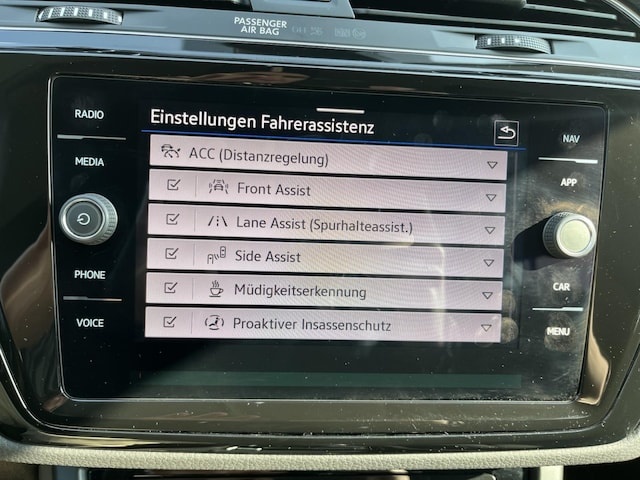 PASSENGER
AIR BAG
RADIO
MEDIA
PHONE
VOICE
Einstellungen Fahrerassistenz
ACC (Distanzregelung)
Front Assist
Lane Assist (Spurhalteassist.)
Side Assist
Müdigkeitserkennung
Proaktiver Insassenschutz
NAV
APP
CAR
MENU